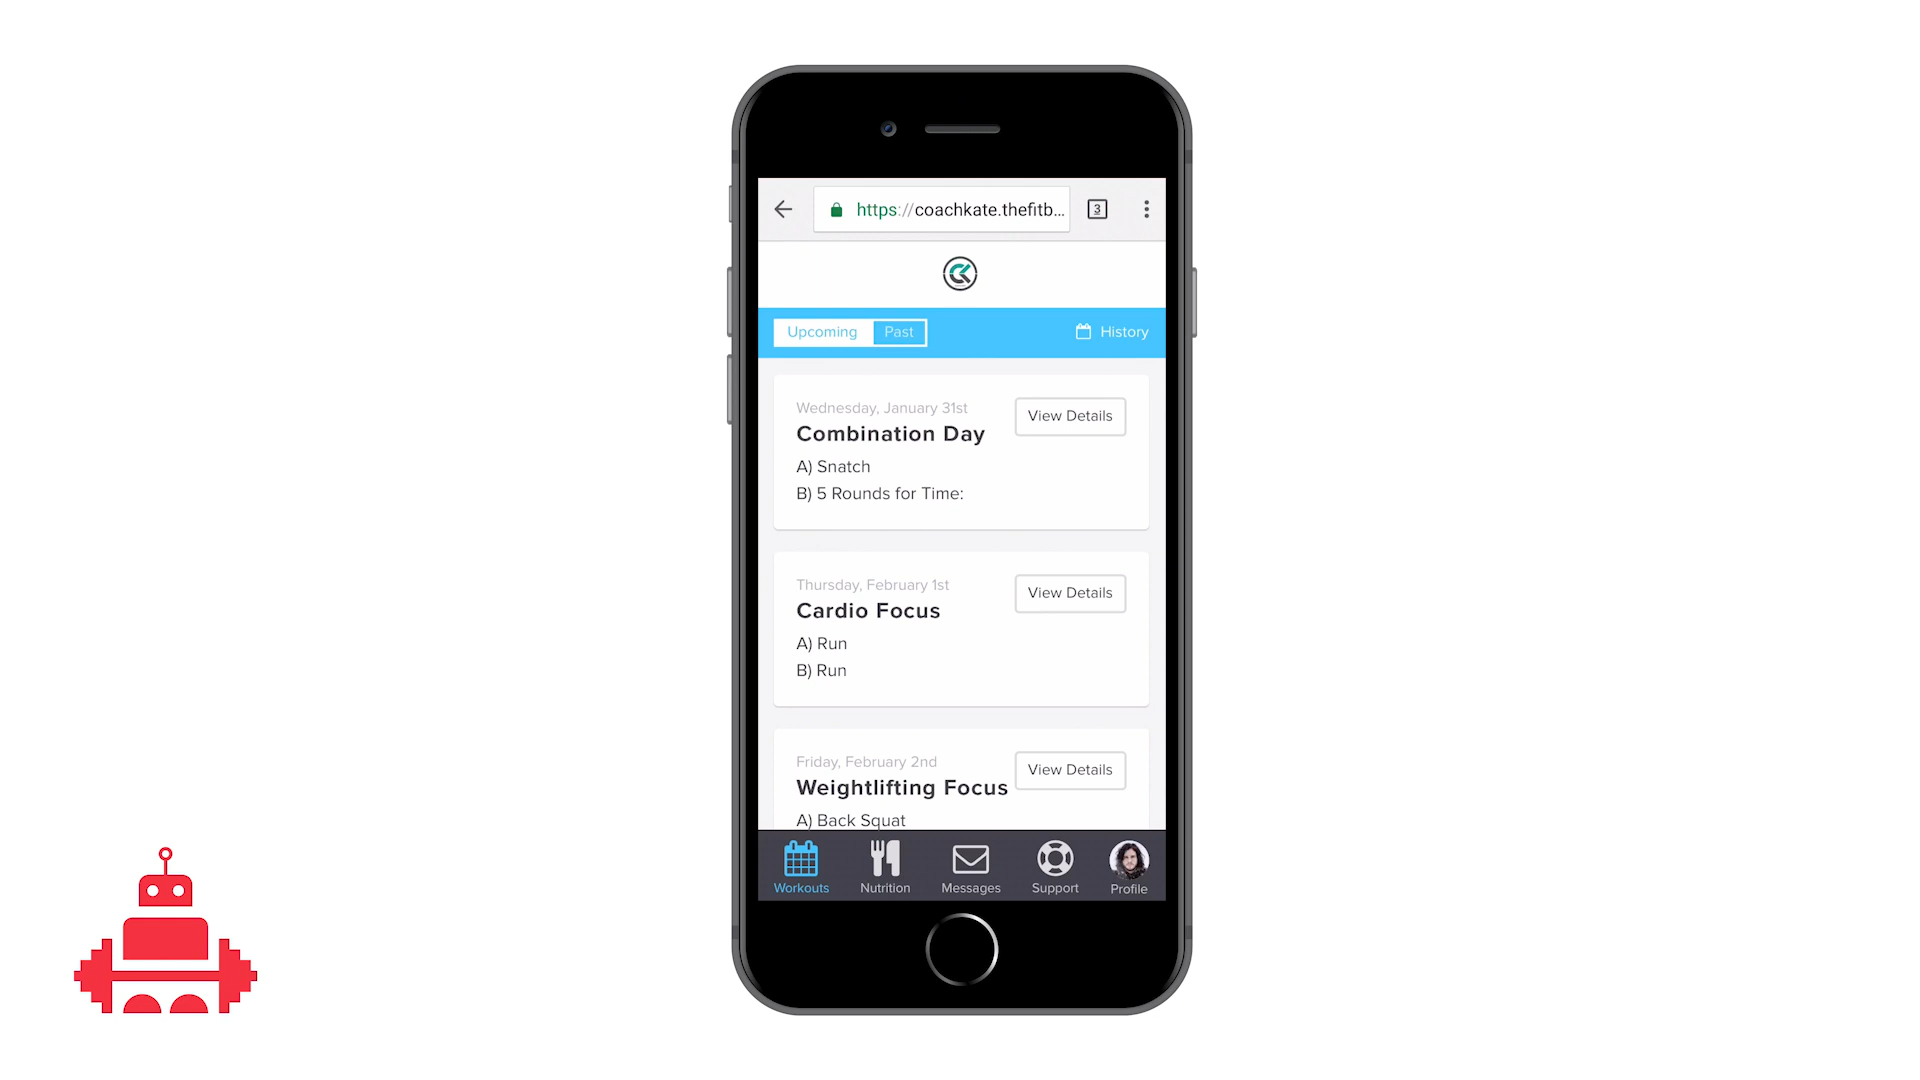 https://coachkate.thefitb...
3
Upcoming
Past
History
Wednesday, January 31st
View Details
Combination Day
A) Snatch
B) 5 Rounds for Time:
Thursday, February 1st
View Details
Cardio Focus
A) Run
B) Run
Friday, February 2nd
View Details
Weightlifting Focus
A) Back Squat
Workouts
Nutrition
Messages
Support
Profile